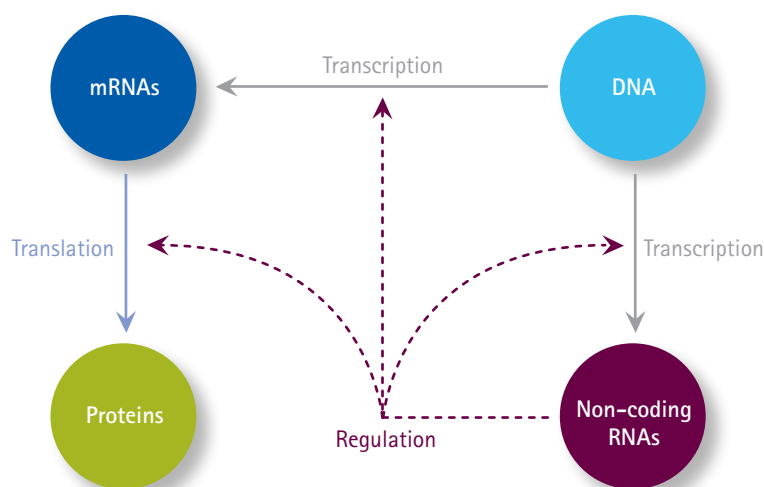 Transcription
mRNAs
DNA
Translation
Transcription
Proteins
Non-coding
RNAs
Regulation